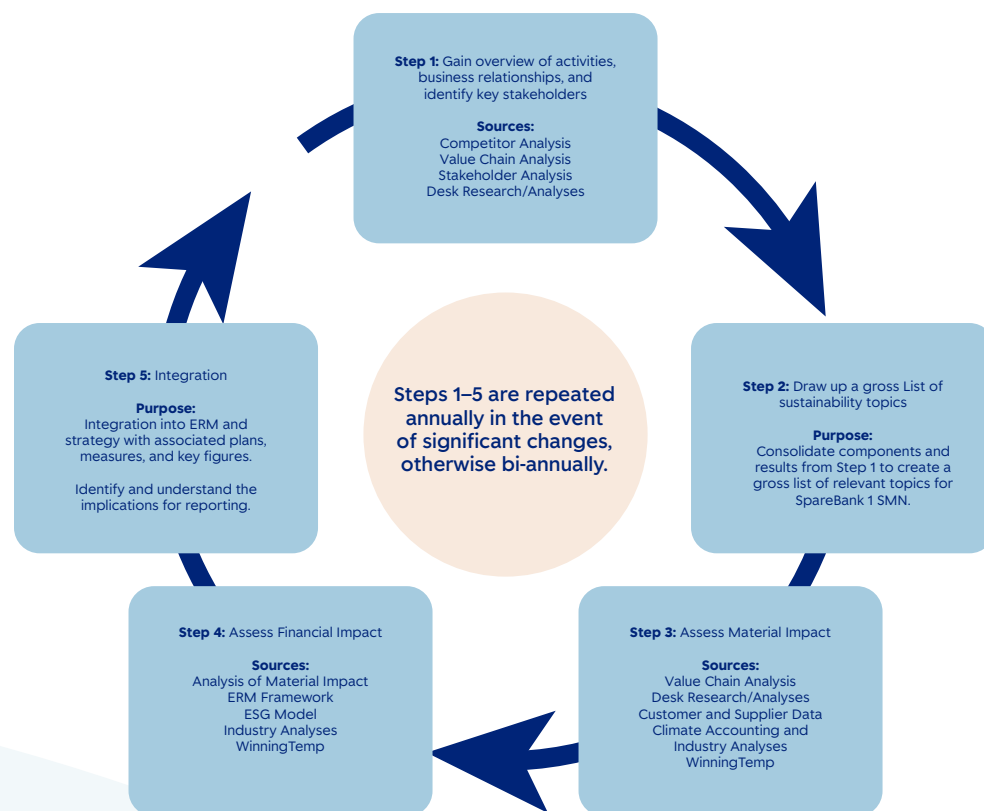 Step 1: Gain overview of activities,
business relationships, and
identify key stakeholders
Sources:
Competitor Analysis
Value Chain Analysis
Stakeholder Analysis
Desk Research/Analyses
Step 2: Draw up a gross List of
sustainability topics
Purpose:
Consolidate components and
results from Step 1 to create a
gross list of relevant topics for
SpareBank 1 SMN.
Step 3: Assess Material Impact
Sources:
Value Chain Analysis
Desk Research/Analyses
Customer and Supplier Data
Climate Accounting and
Industry Analyses
WinningTemp
Step 4: Assess Financial Impact
Sources:
Analysis of Material Impact
ERM Framework
ESG Model
Industry Analyses
WinningTemp
Step 5: Integration
Purpose:
Integration into ERM and
strategy with associated plans,
measures, and key figures.
Identify and understand the
implications for reporting.
Steps 1–5 are repeated
annually in the event
of significant changes,
otherwise bi-annually.